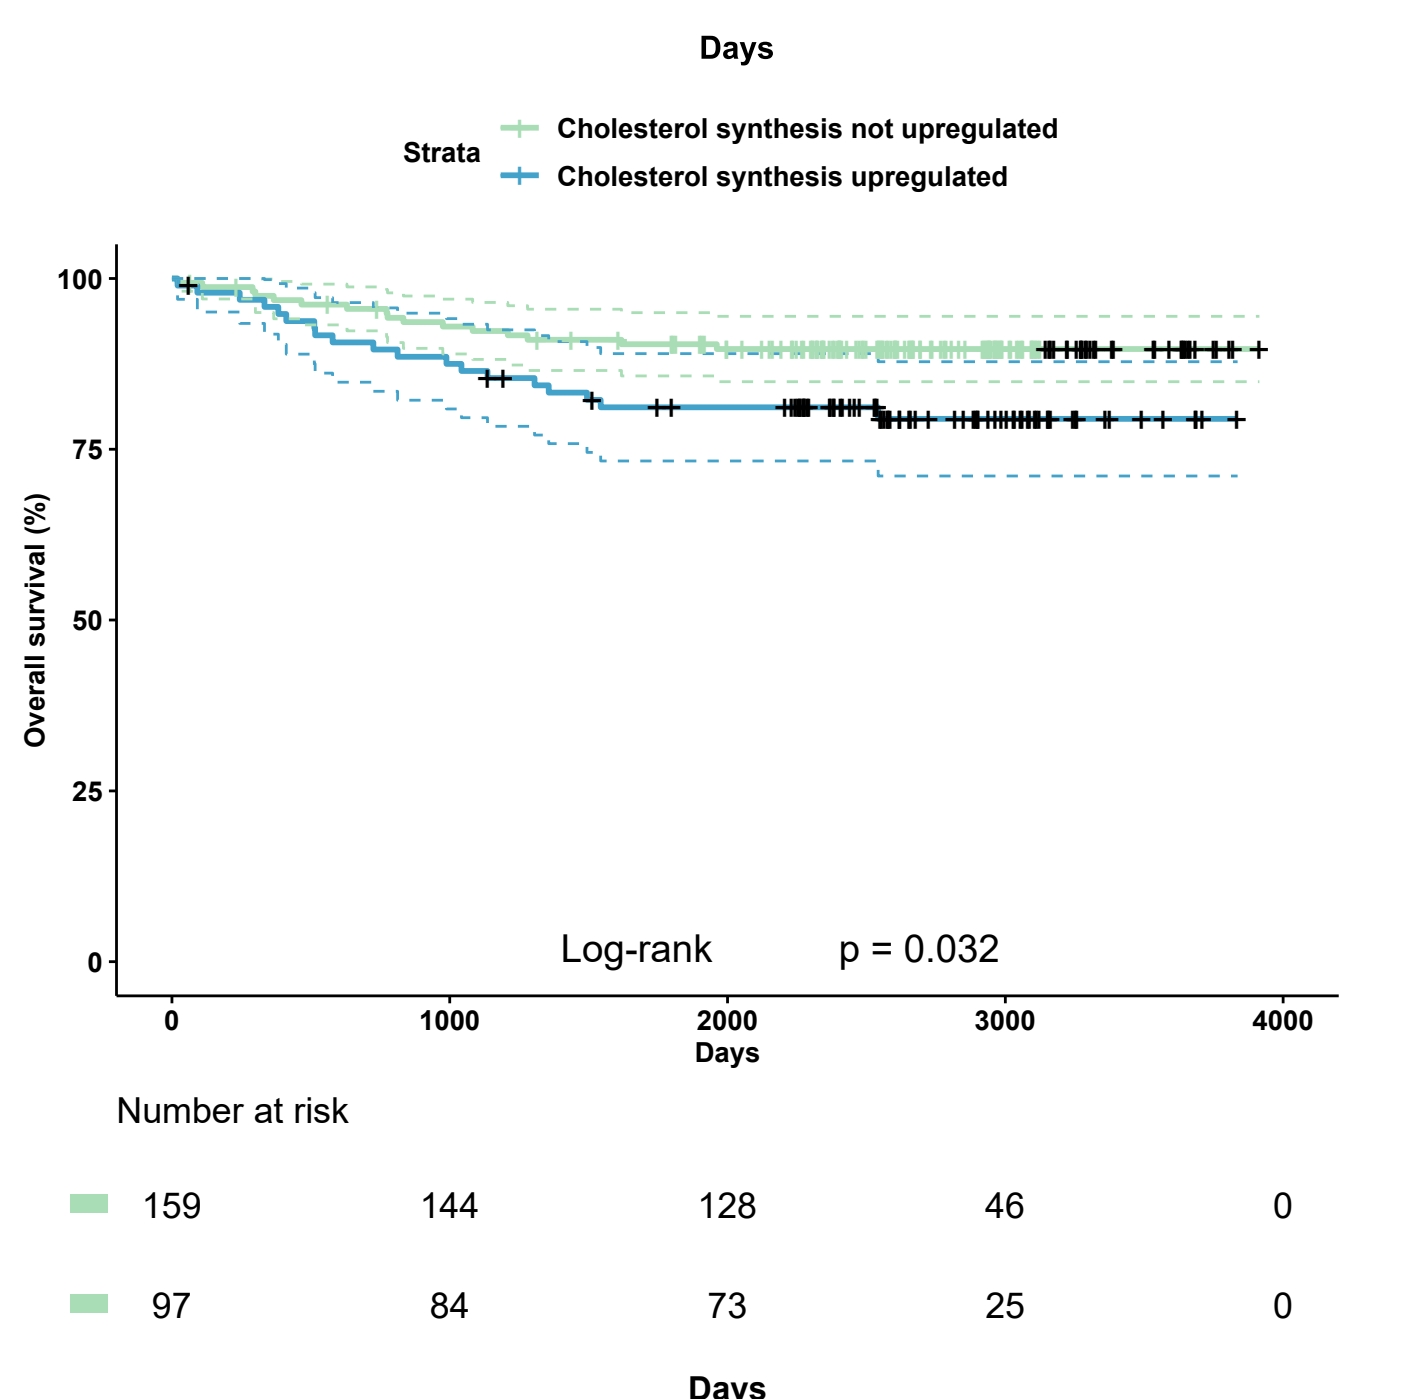 Days
Strata
Cholesterol synthesis not upregulated
Cholesterol synthesis upregulated
Overall survival (%)
100
75
50
25
0
Log-rank p = 0.032
0 1000 2000 3000 4000
Days
Number at risk
159 144 128 46 0
97 84 73 25 0
Days